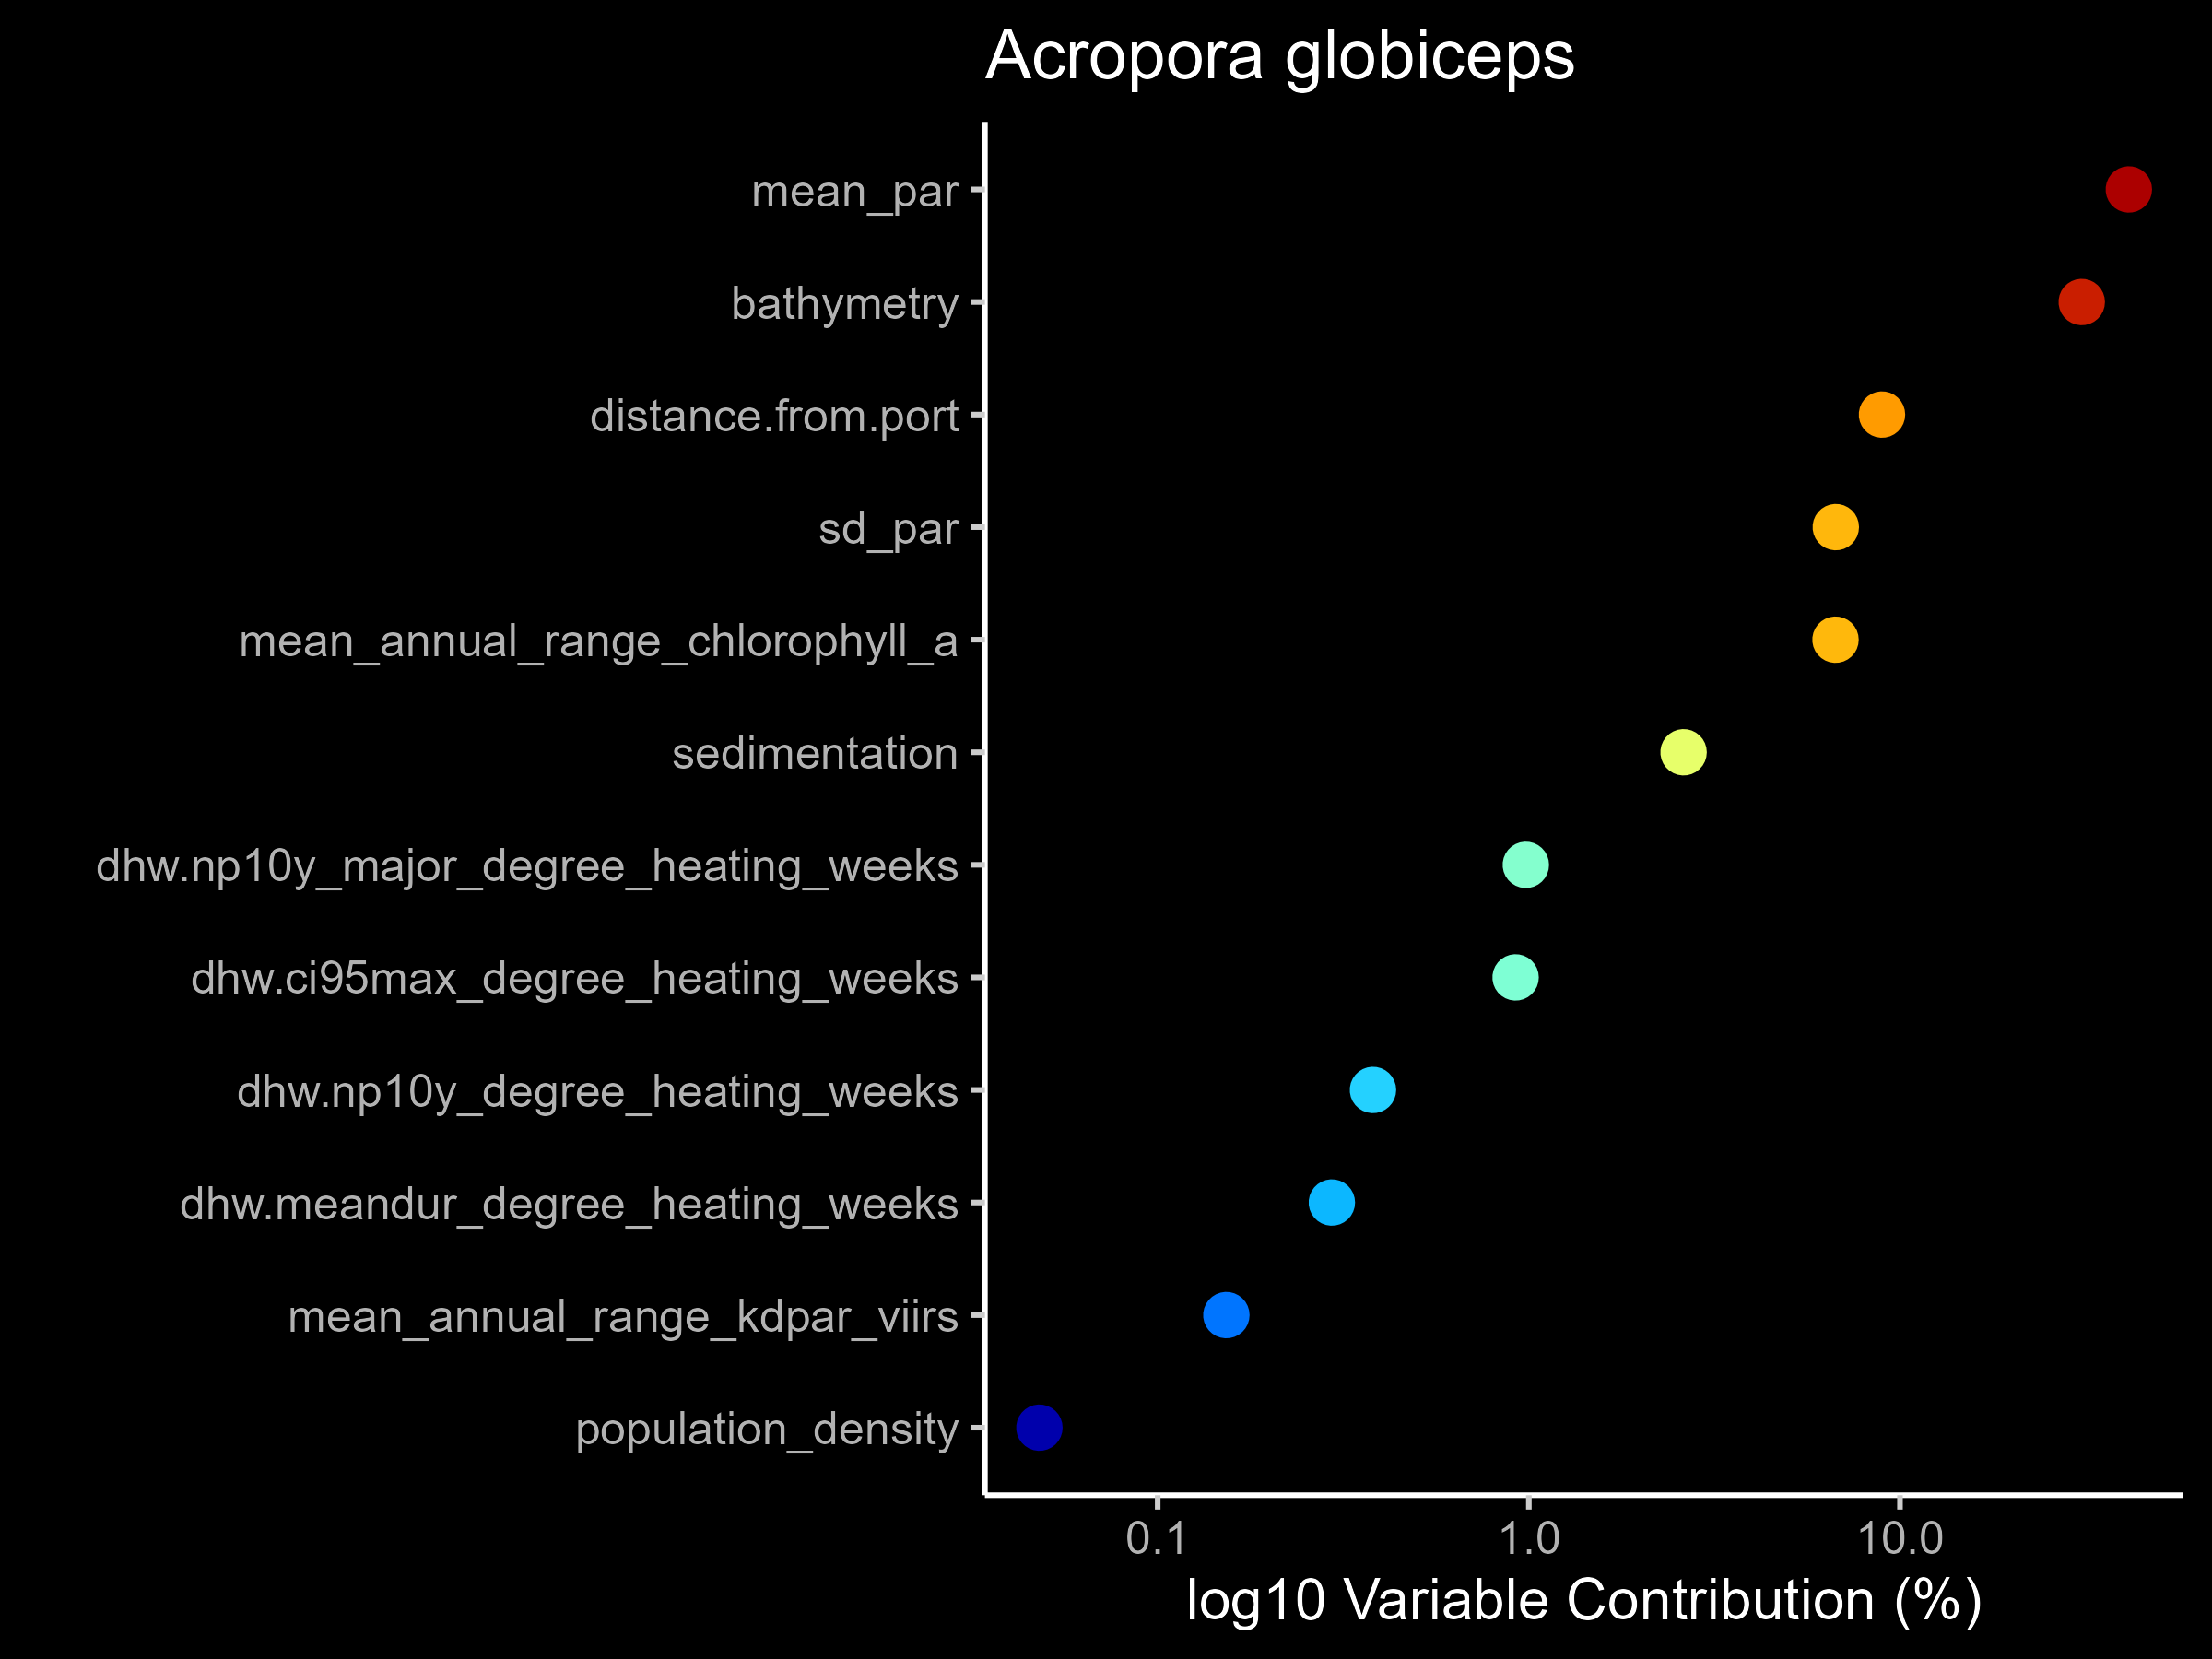 Acropora globiceps
mean_par
bathymetry
distance.from.port
sd_par
mean_annual_range_chlorophyll_a
sedimentation
dhw.np10y_major_degree_heating_weeks
dhw.ci95max_degree_heating_weeks
dhw.np10y_degree_heating_weeks
dhw.meandur_degree_heating_weeks
mean_annual_range_kdpar_viirs
population_density
0.1 1.0 10.0
log10 Variable Contribution (%)